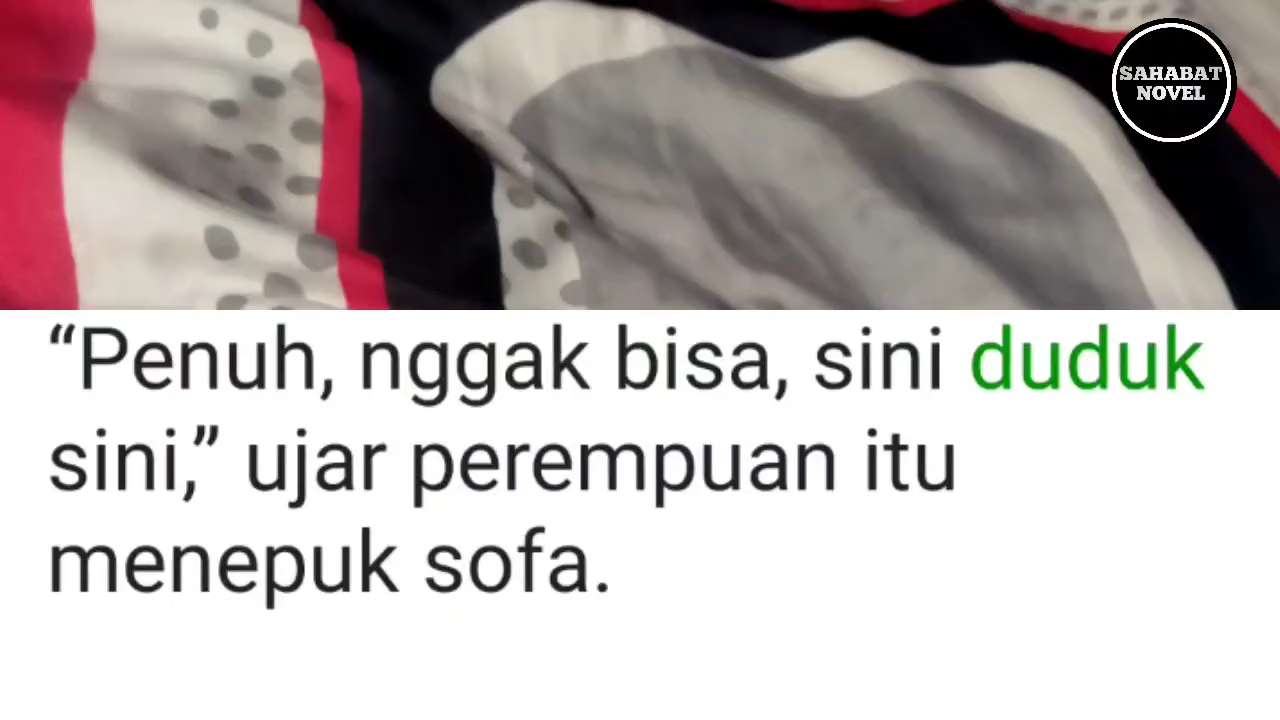 SAHABAT
NOVEL
“Penuh, nggak bisa, sini duduk
sini,” ujar perempuan itu
menepuk sofa.